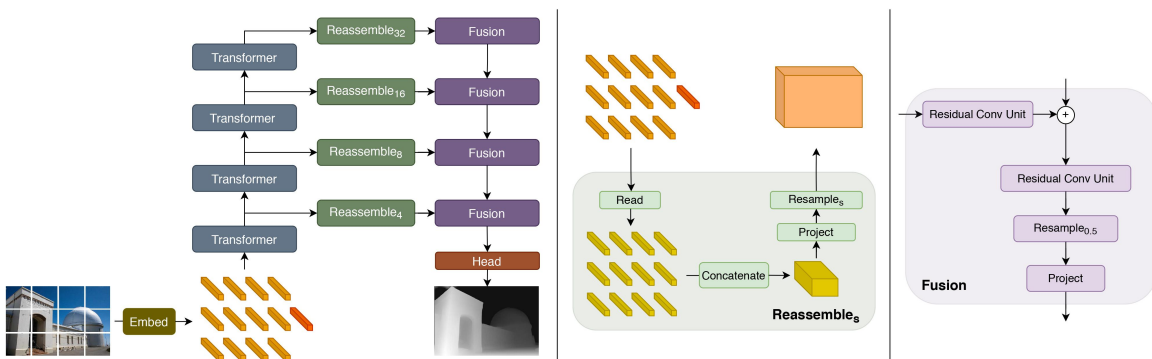 Reassemble₃₂
Fusion
Transformer
Reassemble₁₆
Fusion
Transformer
Reassemble₈
Fusion
Transformer
Reassemble₄
Fusion
Transformer
Head
Embed
Read
Concatenate
Resampleₛ
Project
Reassembleₛ
Residual Conv Unit
+
Residual Conv Unit
Resample₀.₅
Project
Fusion